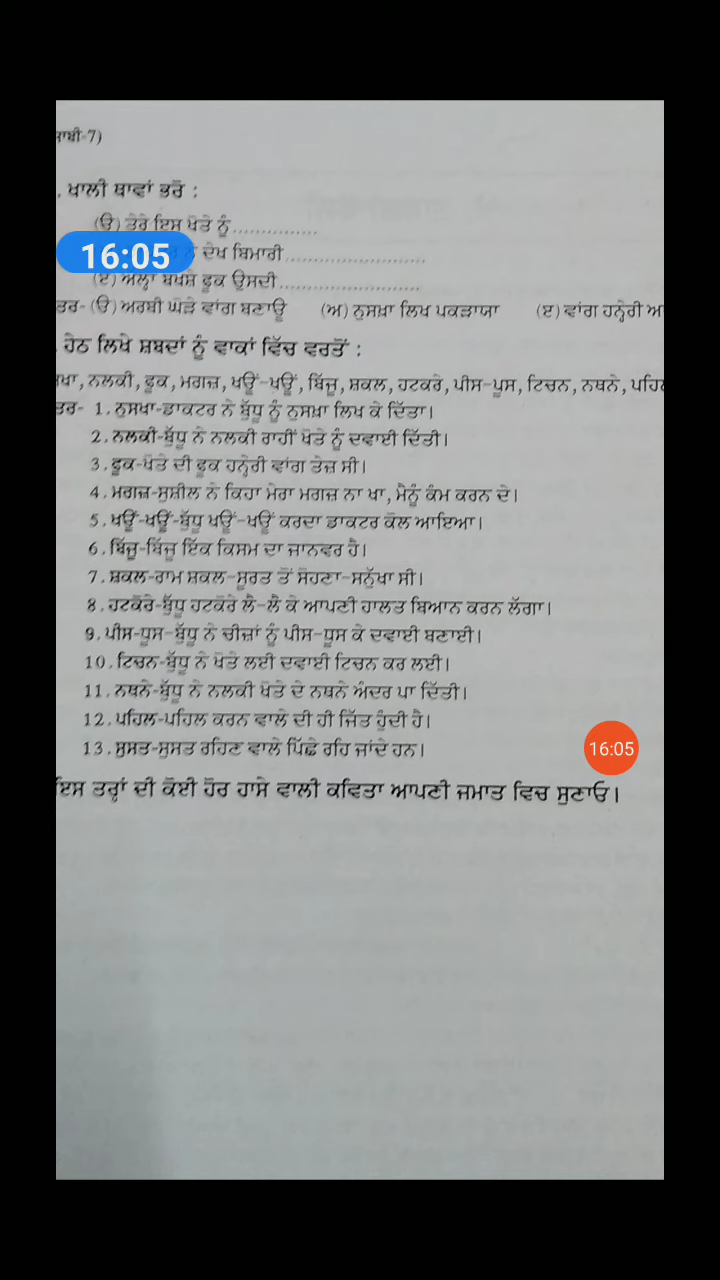 ਾਬੀ-7)
. ਖਾਲੀ ਥਾਵਾਂ ਭਰੋ :
(ੳ) ਤੇਰੇ ਇਸ ਖੋਤੇ ਨੂੰ...............
16:05 ਨੇ ਦੇਖ ਬਿਮਾਰੀ.........................
(ੲ) ਅਲ੍ਹਾ ਬਖਸ਼ੇ ਫੂਕ ਉਸਦੀ.........................
ਤਰ- (ੳ) ਅਰਬੀ ਘੋੜੇ ਵਾਂਗ ਬਣਾਊ (ਅ) ਨੁਸਖ਼ਾ ਲਿਖ ਪਕੜਾਯਾ (ੲ) ਵਾਂਗ ਹਨ੍ਹੇਰੀ ਅ
. ਹੇਠ ਲਿਖੇ ਸ਼ਬਦਾਂ ਨੂੰ ਵਾਕਾਂ ਵਿੱਚ ਵਰਤੋਂ :
ਖਾ, ਨਲਕੀ, ਫੂਕ, ਮਗਜ਼, ਖਊਂ-ਖਊਂ, ਬਿੱਜੂ, ਸ਼ਕਲ, ਹਟਕਰੇ, ਪੀਸ-ਪੂਸ, ਟਿਚਨ, ਨਥਨੇ, ਪਹਿਲ
ਤਰ- 1. ਨੁਸਖਾ-ਡਾਕਟਰ ਨੇ ਬੁੱਧੂ ਨੂੰ ਨੁਸਖ਼ਾ ਲਿਖ ਕੇ ਦਿੱਤਾ।
2. ਨਲਕੀ-ਬੁੱਧੂ ਨੇ ਨਲਕੀ ਰਾਹੀਂ ਖੋਤੇ ਨੂੰ ਦਵਾਈ ਦਿੱਤੀ।
3. ਫੂਕ-ਖੋਤੇ ਦੀ ਫੂਕ ਹਨ੍ਹੇਰੀ ਵਾਂਗ ਤੇਜ਼ ਸੀ।
4. ਮਗਜ਼-ਸੁਸ਼ੀਲ ਨੇ ਕਿਹਾ ਮੇਰਾ ਮਗਜ਼ ਨਾ ਖਾ, ਮੈਨੂੰ ਕੰਮ ਕਰਨ ਦੇ।
5. ਖਊਂ-ਖਊਂ-ਬੁੱਧੂ ਖਊਂ-ਖਊਂ ਕਰਦਾ ਡਾਕਟਰ ਕੋਲ ਆਇਆ।
6. ਬਿੱਜੂ-ਬਿੱਜੂ ਇੱਕ ਕਿਸਮ ਦਾ ਜਾਨਵਰ ਹੈ।
7. ਸ਼ਕਲ-ਰਾਮ ਸ਼ਕਲ-ਸੂਰਤ ਤੋਂ ਸੋਹਣਾ-ਸਨੁੱਖਾ ਸੀ।
8. ਹਟਕੋਰੇ-ਬੁੱਧੂ ਹਟਕੋਰੇ ਲੈ-ਲੈ ਕੇ ਆਪਣੀ ਹਾਲਤ ਬਿਆਨ ਕਰਨ ਲੱਗਾ।
9. ਪੀਸ-ਧੂਸ-ਬੁੱਧੂ ਨੇ ਚੀਜ਼ਾਂ ਨੂੰ ਪੀਸ-ਧੂਸ ਕੇ ਦਵਾਈ ਬਣਾਈ।
10. ਟਿਚਨ-ਬੁੱਧੂ ਨੇ ਖੋਤੇ ਲਈ ਦਵਾਈ ਟਿਚਨ ਕਰ ਲਈ।
11. ਨਥਨੇ-ਬੁੱਧੂ ਨੇ ਨਲਕੀ ਖੋਤੇ ਦੇ ਨਥਨੇ ਅੰਦਰ ਪਾ ਦਿੱਤੀ।
12. ਪਹਿਲ-ਪਹਿਲ ਕਰਨ ਵਾਲੇ ਦੀ ਹੀ ਜਿੱਤ ਹੁੰਦੀ ਹੈ।
13. ਸੁਸਤ-ਸੁਸਤ ਰਹਿਣ ਵਾਲੇ ਪਿੱਛੇ ਰਹਿ ਜਾਂਦੇ ਹਨ।
16:05
ਇਸ ਤਰ੍ਹਾਂ ਦੀ ਕੋਈ ਹੋਰ ਹਾਸੇ ਵਾਲੀ ਕਵਿਤਾ ਆਪਣੀ ਜਮਾਤ ਵਿਚ ਸੁਣਾਓ।